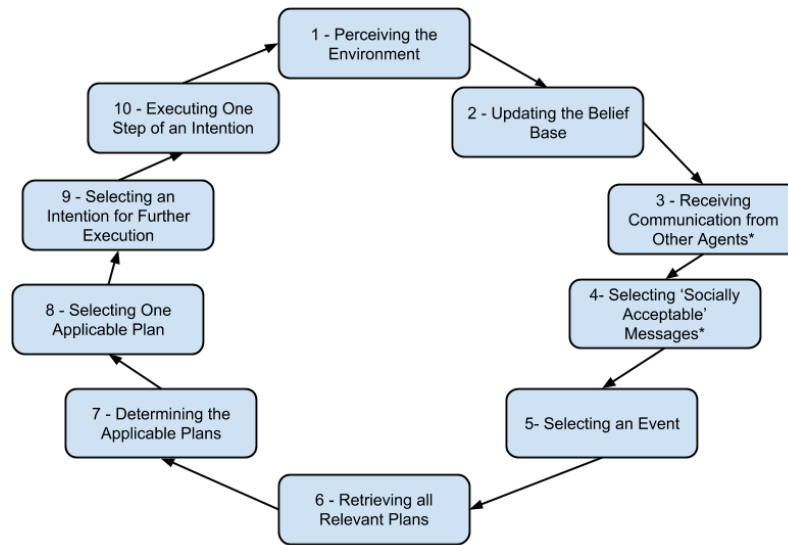 1 - Perceiving the
Environment
2 - Updating the Belief
Base
3 - Receiving
Communication from
Other Agents*
4- Selecting ‘Socially
Acceptable’
Messages*
5- Selecting an Event
6 - Retrieving all
Relevant Plans
7 - Determining the
Applicable Plans
8 - Selecting One
Applicable Plan
9 - Selecting an
Intention for Further
Execution
10 - Executing One
Step of an Intention